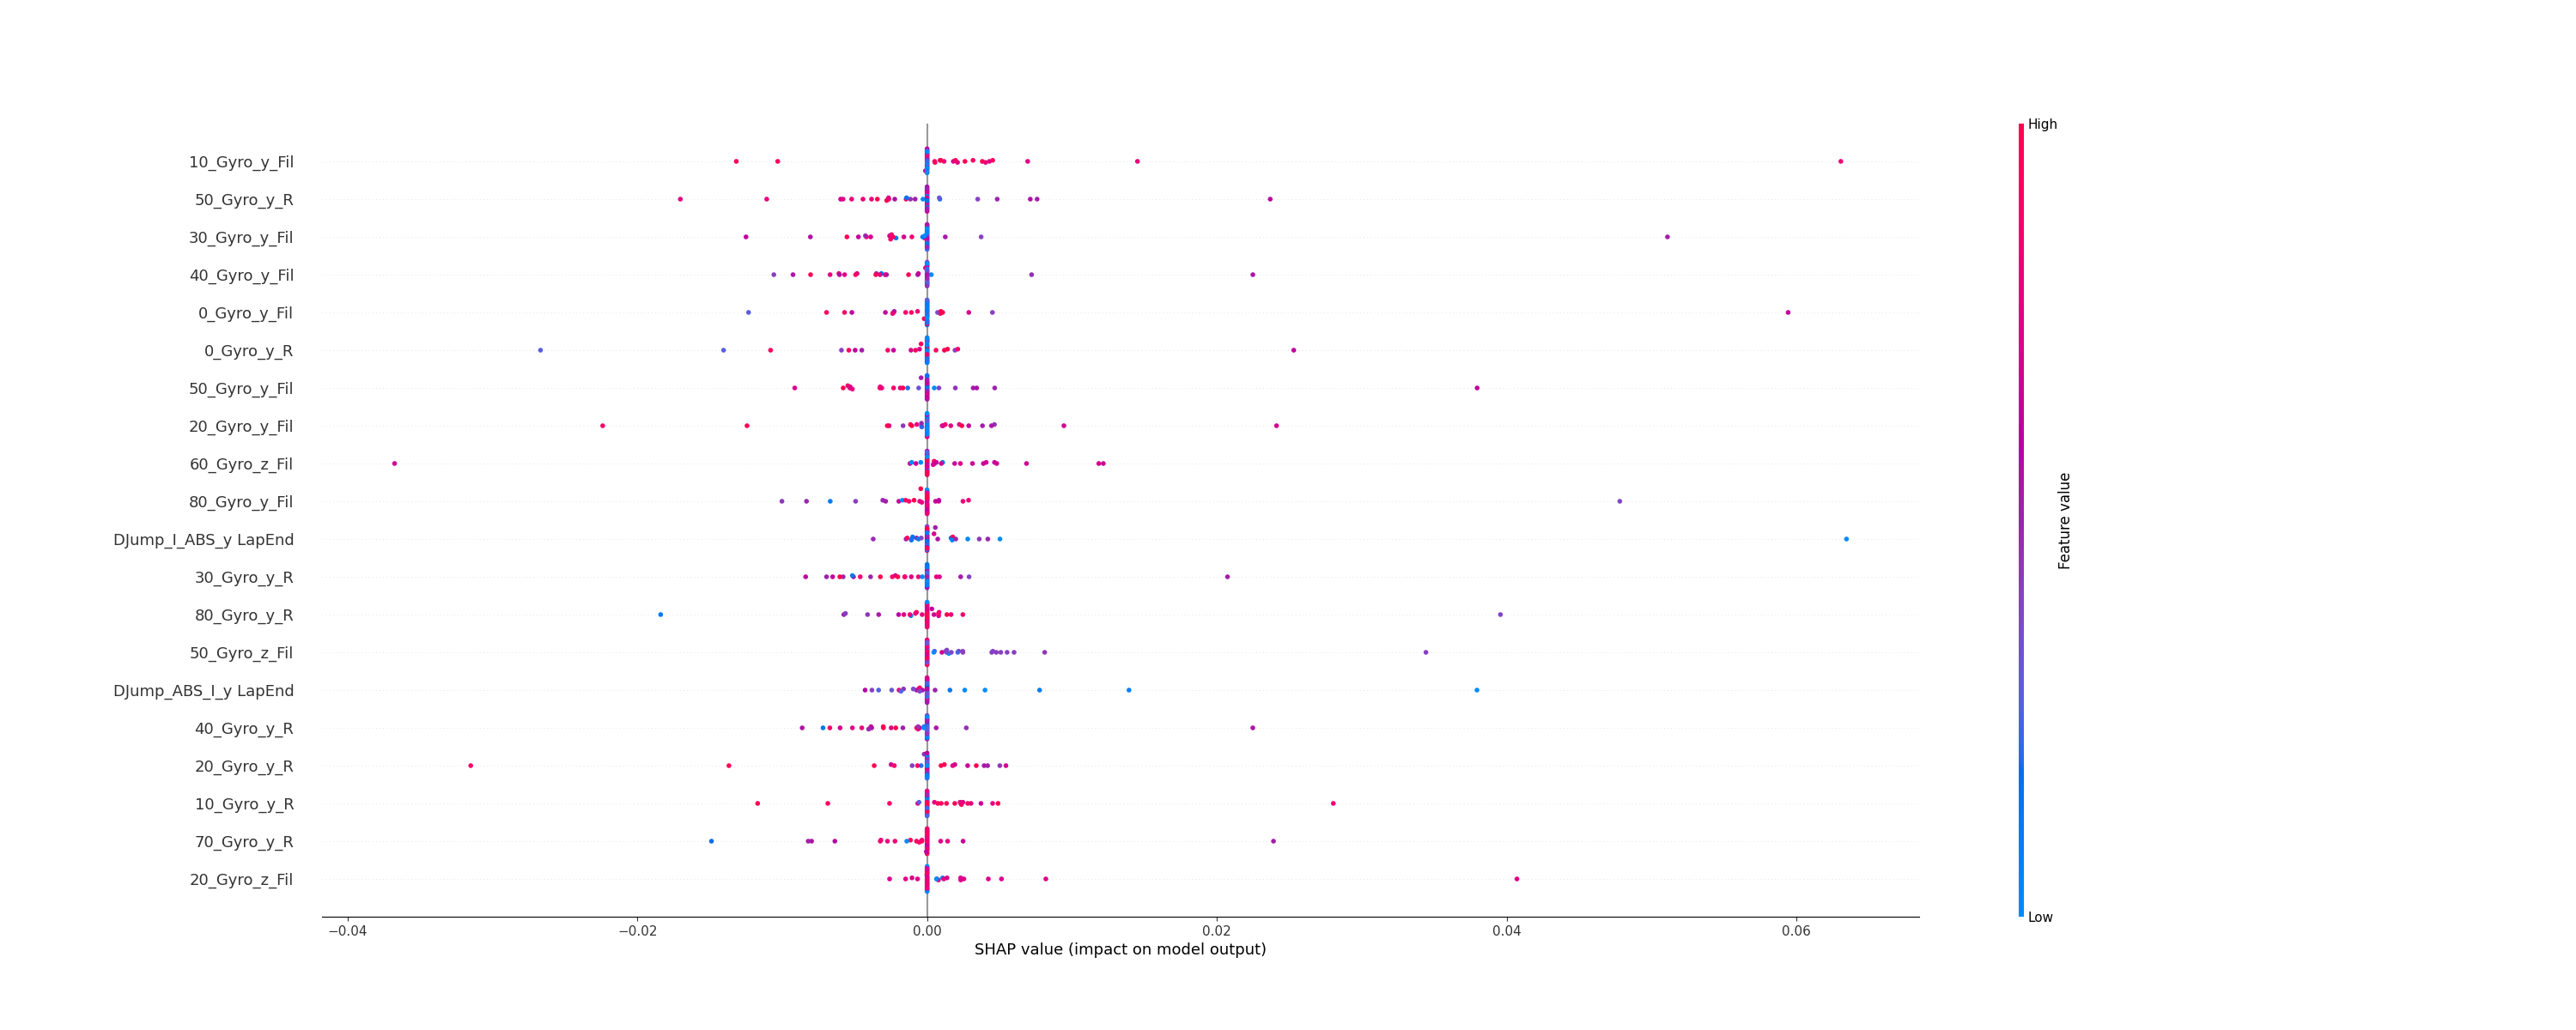 High
10_Gyro_y_Fil
50_Gyro_y_R
30_Gyro_y_Fil
40_Gyro_y_Fil
0_Gyro_y_Fil
0_Gyro_y_R
50_Gyro_y_Fil
20_Gyro_y_Fil
60_Gyro_z_Fil
80_Gyro_y_Fil
DJump_I_ABS_y LapEnd
30_Gyro_y_R
80_Gyro_y_R
50_Gyro_z_Fil
DJump_ABS_I_y LapEnd
40_Gyro_y_R
20_Gyro_y_R
10_Gyro_y_R
70_Gyro_y_R
20_Gyro_z_Fil
Feature value
Low
−0.04 −0.02 0.00 0.02 0.04 0.06
SHAP value (impact on model output)